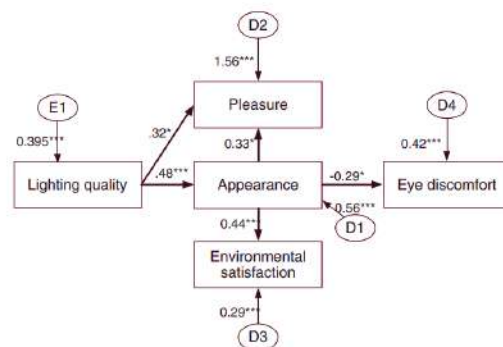 D2
1.56***
E1
Pleasure
D4
0.395***
.32*
0.33*
0.42***
Lighting quality
.48***
Appearance
-0.29*
Eye discomfort
0.56***
0.44***
D1
Environmental
satisfaction
0.29***
D3